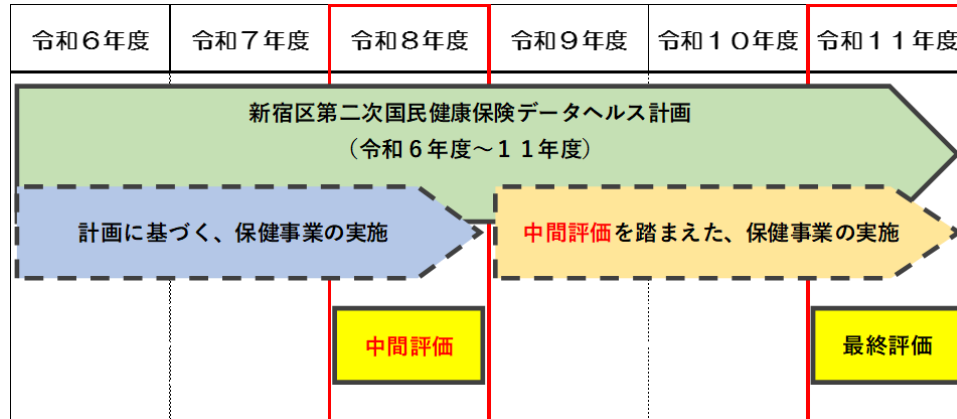 令和６年度 令和７年度 令和８年度 令和９年度 令和１０年度 令和１１年度
新宿区第二次国民健康保険データヘルス計画
（令和６年度～１１年度）
計画に基づく、保健事業の実施
中間評価を踏まえた、保健事業の実施
中間評価
最終評価